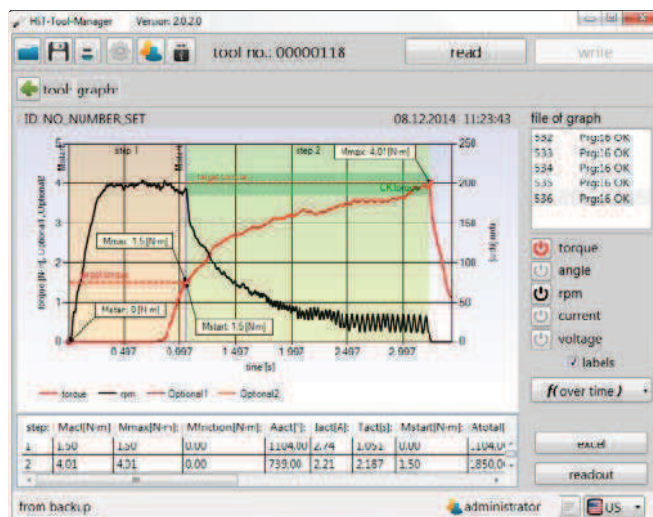 HiT-Tool-Manager Version: 2.0.2.0
tool no.: 00000118 read write
tool: graph:
ID: NO_NUMBER_SET 08.12.2014 11:23:43 file of graph
532 Prg:16 OK
533 Prg:16 OK
534 Prg:16 OK
535 Prg:16 OK
536 Prg:16 OK
Mstart step 1 step 2 Mmax: 4.01[N·m]
target torque
OK torque
Mmax: 1.5[N·m]
target torque
Mstart: 0[N·m]
Mstart: 1.5[N·m]
torque [N·m], Optional1, Optional2
rpm [r/m]
5 4 3 2 1 0
250 200 150 100 50 0
0.497 0.997 1.497 1.997 2.497 2.997
time [s]
torque rpm Optional1 Optional2
torque
angle
rpm
current
voltage
labels
f( over time )
step: Mact[N·m] Mmax[N·m]: Mfriction[N·m]: Aact[°]: Iact[A]: Tact[s]: Mstart[N·m]: Atotal[
1 1.50 1.50 0.00 1104.00 2.74 1.051 0.00 1104.0
2 4.01 4.01 0.00 739.00 2.21 2.187 1.50 1850.0
excel
readout
from backup administrator US